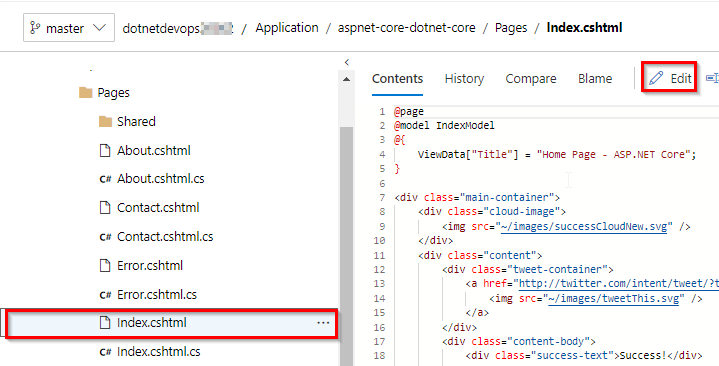 master dotnetdevops 2 / Application / aspnet-core-dotnet-core / Pages / Index.cshtml
Pages
Shared
About.cshtml
C# About.cshtml.cs
Contact.cshtml
C# Contact.cshtml.cs
Error.cshtml
C# Error.cshtml.cs
Index.cshtml ...
C# Index.cshtml.cs
Contents History Compare Blame Edit
1 @page
2 @model IndexModel
3 @{
4 ViewData["Title"] = "Home Page - ASP.NET Core";
5 }
6
7 <div class="main-container">
8 <div class="cloud-image">
9 <img src="~/images/successCloudNew.svg" />
10 </div>
11 <div class="content">
12 <div class="tweet-container">
13 <a href="http://twitter.com/intent/tweet/?t
14 <img src="~/images/tweetThis.svg" />
15 </a>
16 </div>
17 <div class="content-body">
18 <div class="success-text">Success!</div>